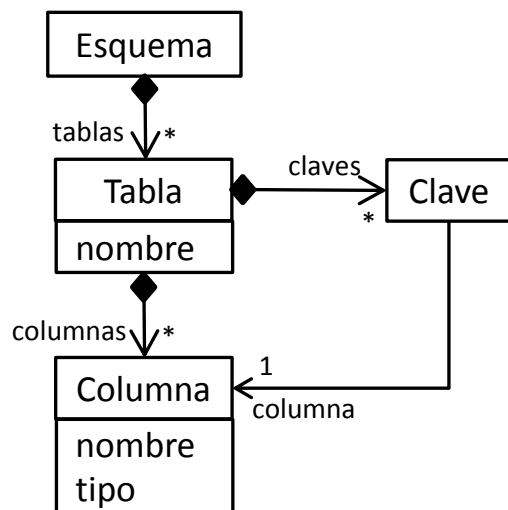 Esquema
tablas *
Tabla
claves
*
Clave
nombre
columnas *
Columna
1
columna
nombre
tipo